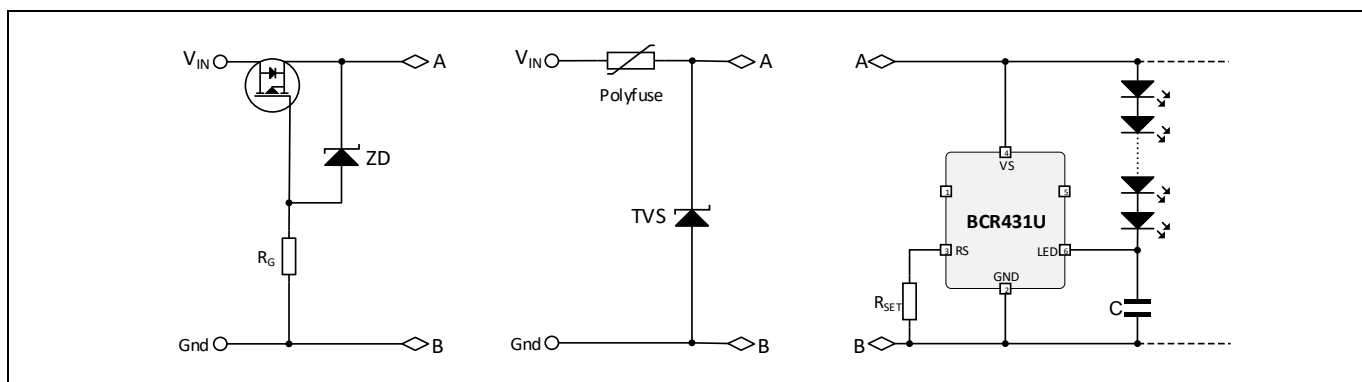 V_IN
A
ZD
R_G
Gnd
B
V_IN
A
Polyfuse
TVS
Gnd
B
A
4
VS
1
5
BCR431U
3
RS
LED
6
GND
2
R_SET
C
B